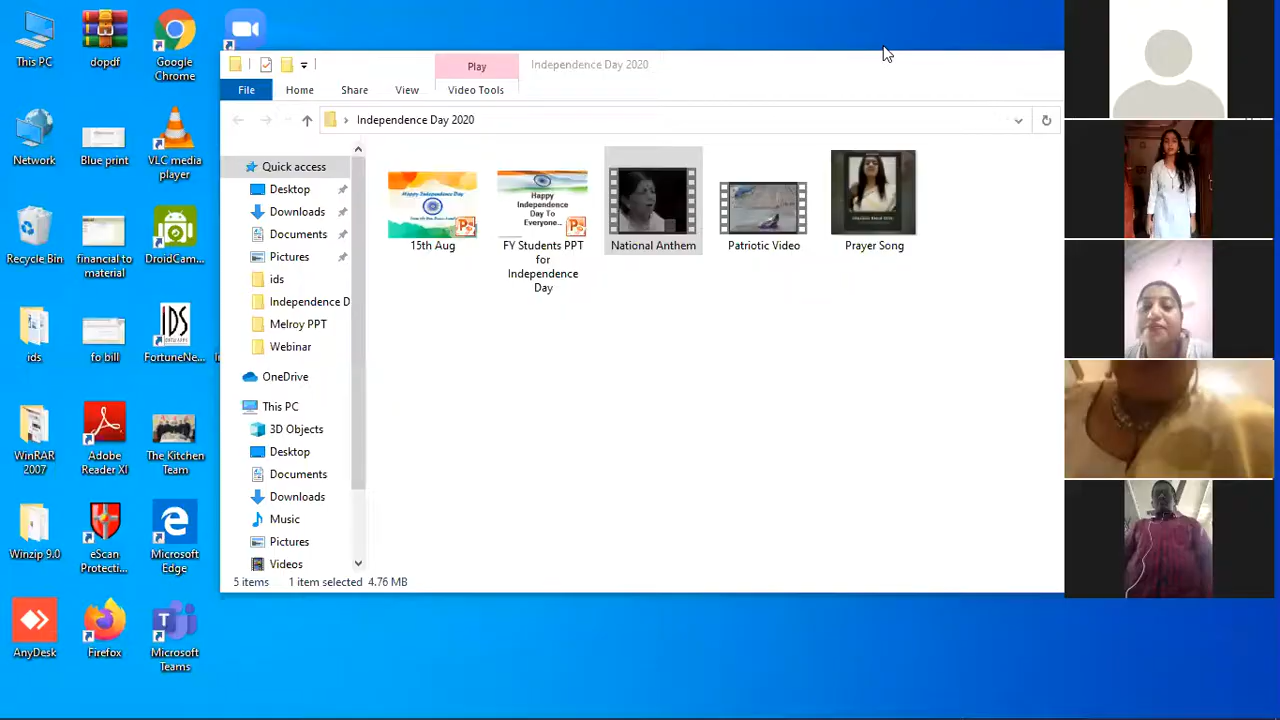 This PC
dopdf
Google
Chrome
Network
Blue print
VLC media
player
Recycle Bin
financial to
material
DroidCam...
ids
fo bill
FortuneNe...
WinRAR
2007
Adobe
Reader XI
The Kitchen
Team
Winzip 9.0
eScan
Protecti...
Microsoft
Edge
AnyDesk
Firefox
Microsoft
Teams
Play
Independence Day 2020
File
Home
Share
View
Video Tools
Independence Day 2020
Quick access
Desktop
Downloads
Documents
Pictures
ids
Independence D
Melroy PPT
Webinar
OneDrive
This PC
3D Objects
Desktop
Documents
Downloads
Music
Pictures
Videos
Happy Independence Day
15th Aug
Happy
Independence
Day To
Everyone...
FY Students PPT
for
Independence
Day
National Anthem
Patriotic Video
Prayer Song
5 items
1 item selected 4.76 MB
IDS